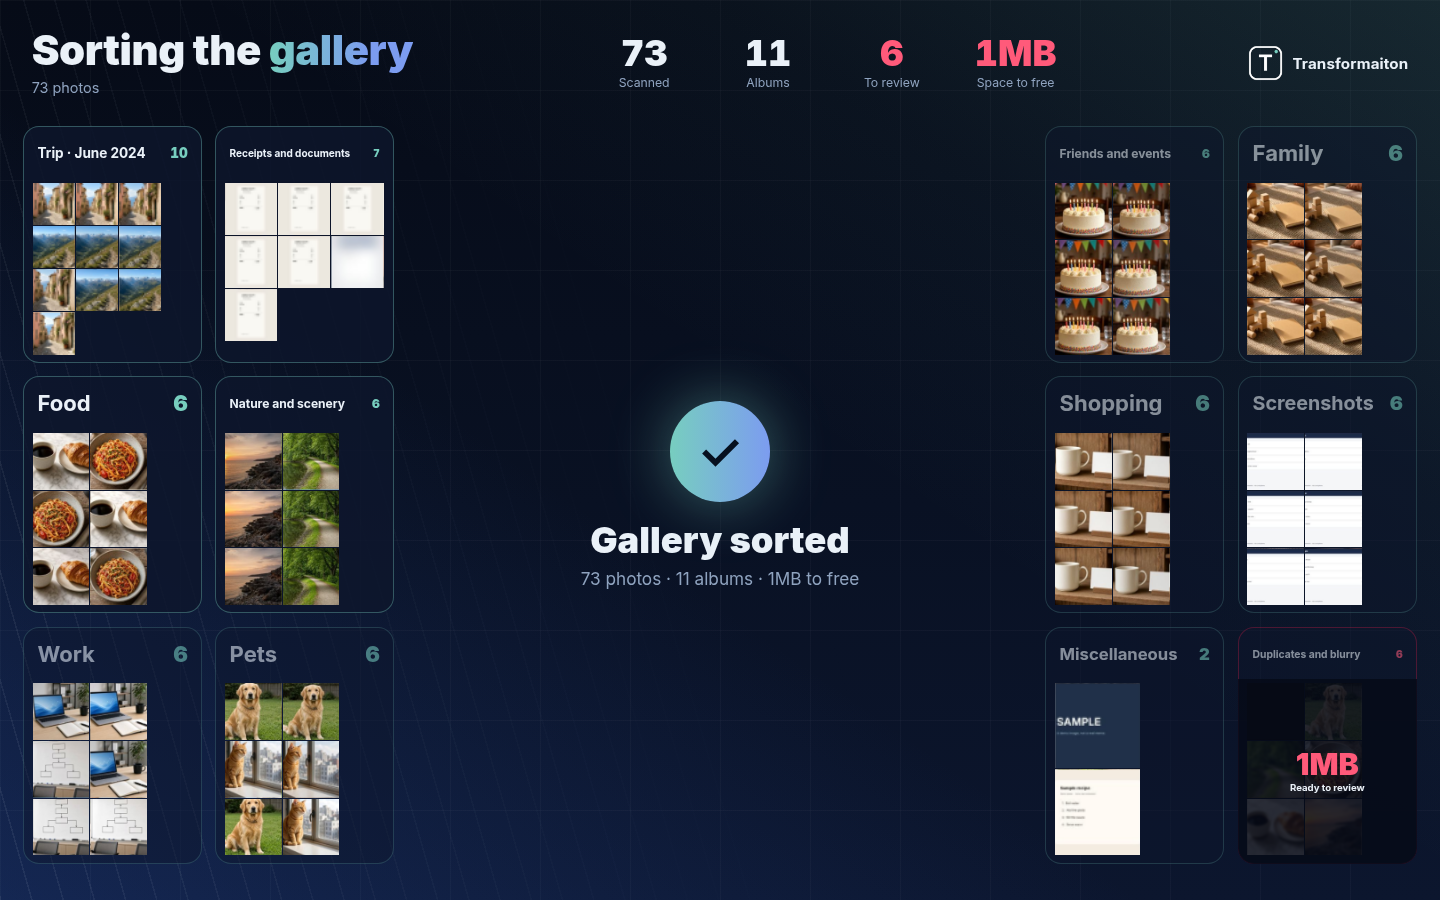 Sorting the gallery
73 photos
73
Scanned
11
Albums
6
To review
1MB
Space to free
T
Transformaiton
Trip · June 2024 10
Receipts and documents 7
Friends and events 6
Family 6
Food 6
Nature and scenery 6
Shopping 6
Screenshots 6
Gallery sorted
73 photos · 11 albums · 1MB to free
Work 6
Pets 6
Miscellaneous 2
SAMPLE
Sample recipe
Duplicates and blurry 6
1MB
Ready to review